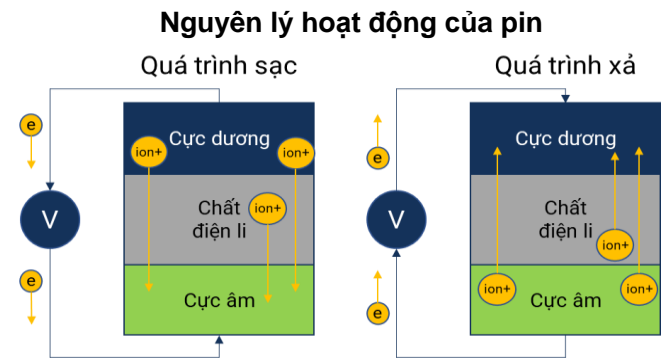 Nguyên lý hoạt động của pin
Quá trình sạc
Quá trình xả
e
Cực dương
ion+
ion+
V
Chất
điện li
ion+
e
Cực âm
e
Cực dương
V
Chất
điện li
ion+
e
ion+
Cực âm
ion+